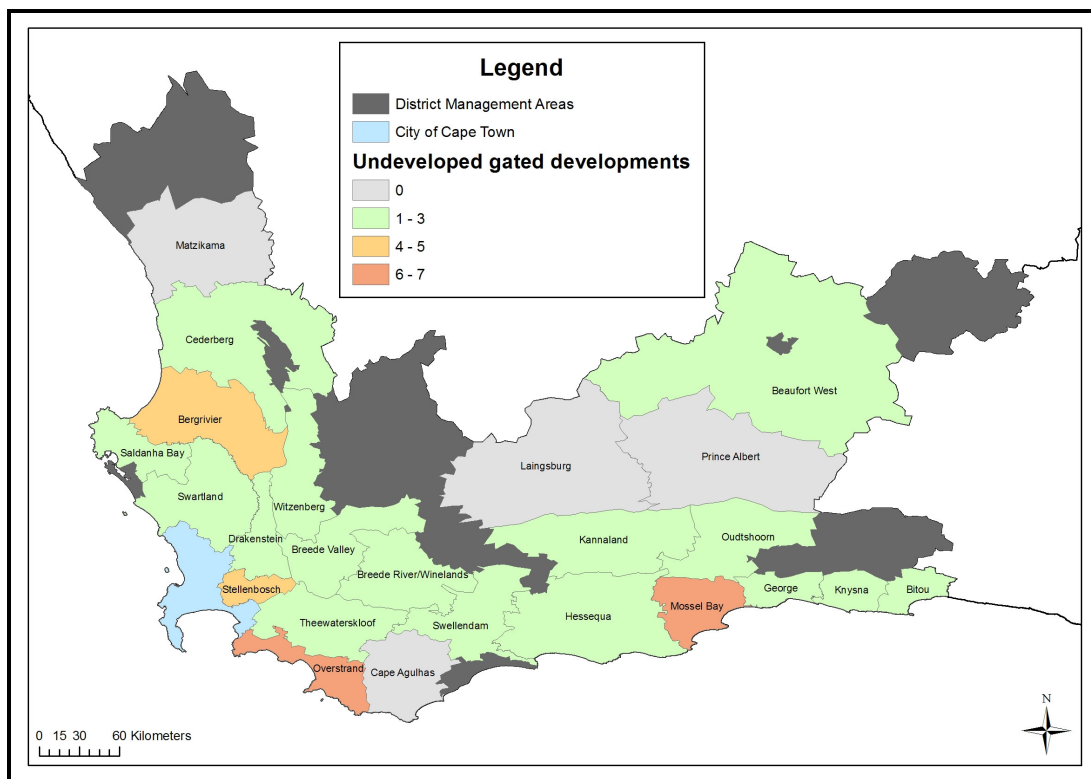 Legend
District Management Areas
City of Cape Town
Undeveloped gated developments
0
1 - 3
4 - 5
6 - 7
Matzikama
Cederberg
Bergrivier
Saldanha Bay
Swartland
Witzenberg
Drakenstein
Breede Valley
Breede River/Winelands
Stellenbosch
Theewaterskloof
Swellendam
Overstrand
Cape Agulhas
Laingsburg
Prince Albert
Beaufort West
Kannaland
Oudtshoorn
Hessequa
Mossel Bay
George
Knysna
Bitou
0 15 30 60 Kilometers
N